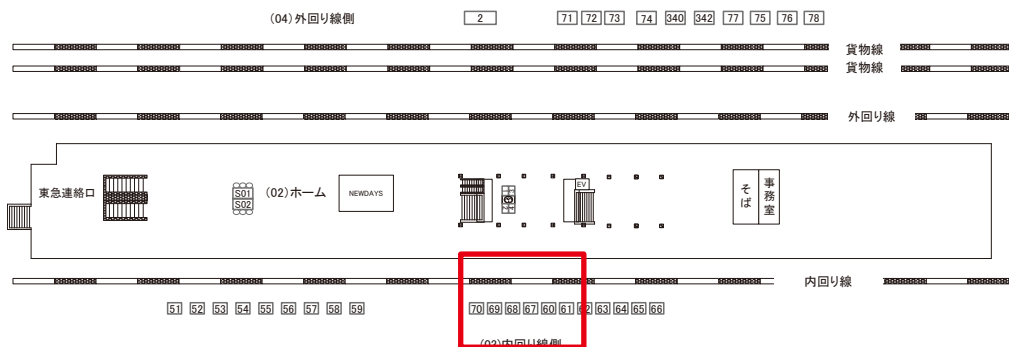 (04)外回り線側 2 71 72 73 74 340 342 77 75 76 78
貨物線
貨物線
外回り線
東急連絡口
S01
S02
(02)ホーム
NEWDAYS
EV
そば
事務室
内回り線
51 52 53 54 55 56 57 58 59 70 69 68 67 60 61 62 63 64 65 66
(03)内回り線側